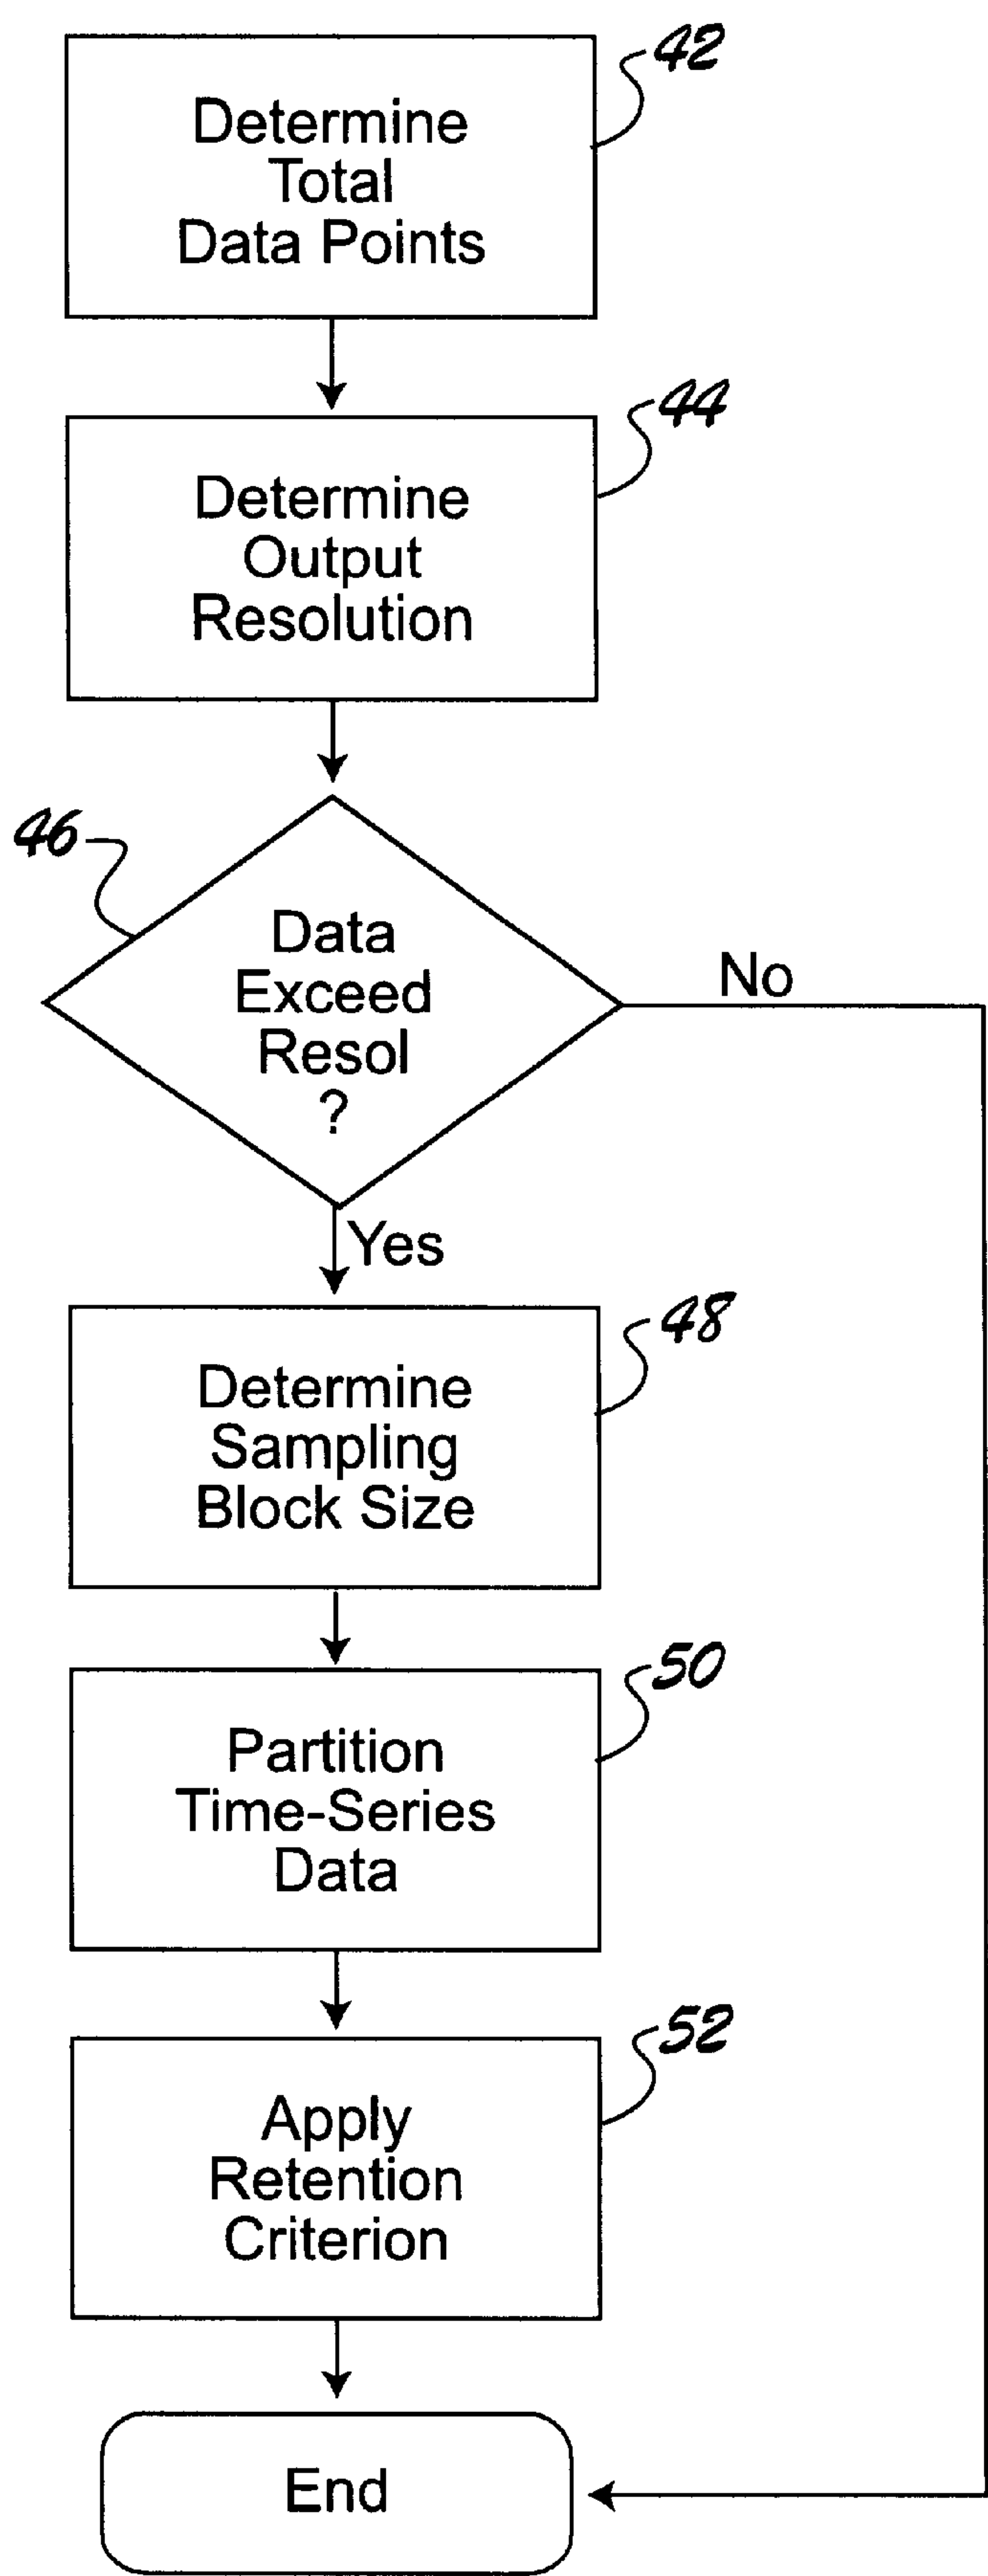 42
Determine
Total
Data Points
44
Determine
Output
Resolution
46
Data
Exceed
Resol
?
No
Yes
48
Determine
Sampling
Block Size
50
Partition
Time-Series
Data
52
Apply
Retention
Criterion
End